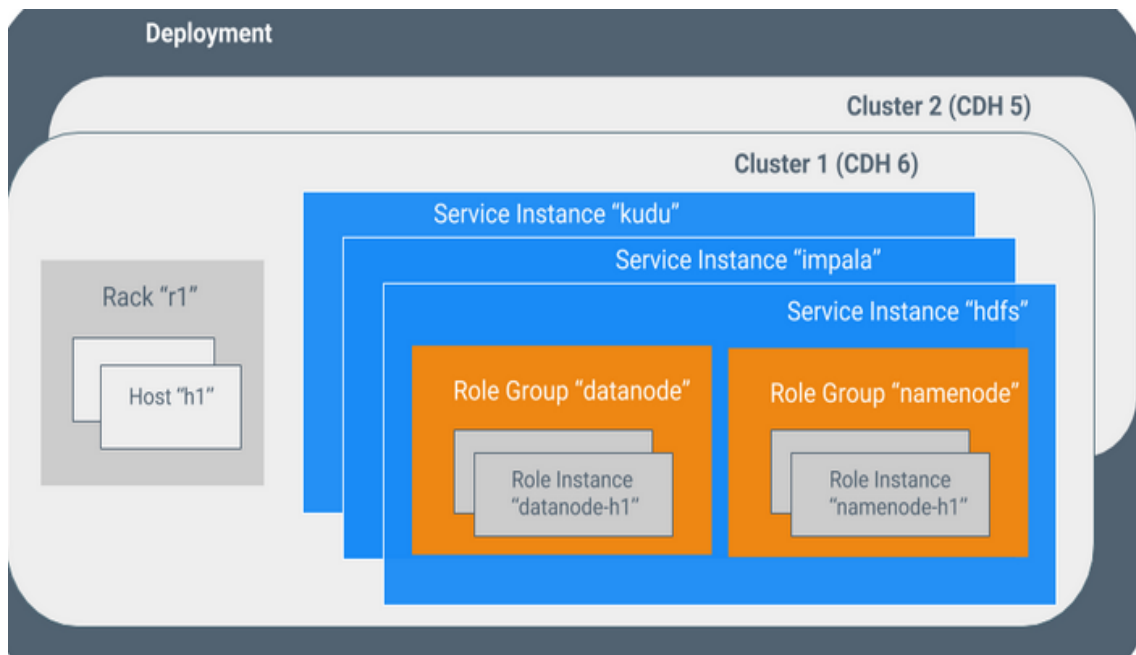 Deployment
Cluster 2 (CDH 5)
Cluster 1 (CDH 6)
Service Instance “kudu”
Service Instance “impala”
Service Instance “hdfs”
Rack “r1”
Host “h1”
Role Group “datanode”
Role Instance
“datanode-h1”
Role Group “namenode”
Role Instance
“namenode-h1”